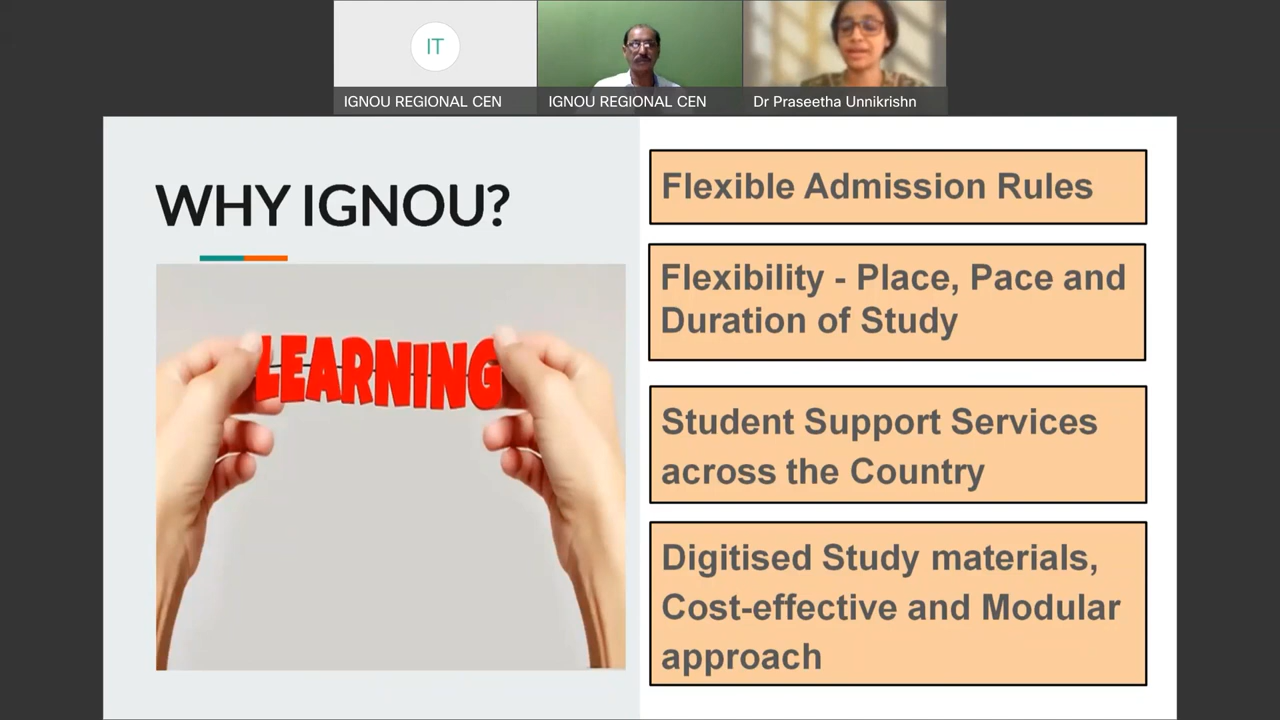 IT
IGNOU REGIONAL CEN
IGNOU REGIONAL CEN
Dr Praseetha Unnikrishn
WHY IGNOU?
LEARNING
Flexible Admission Rules
Flexibility - Place, Pace and
Duration of Study
Student Support Services
across the Country
Digitised Study materials,
Cost-effective and Modular
approach